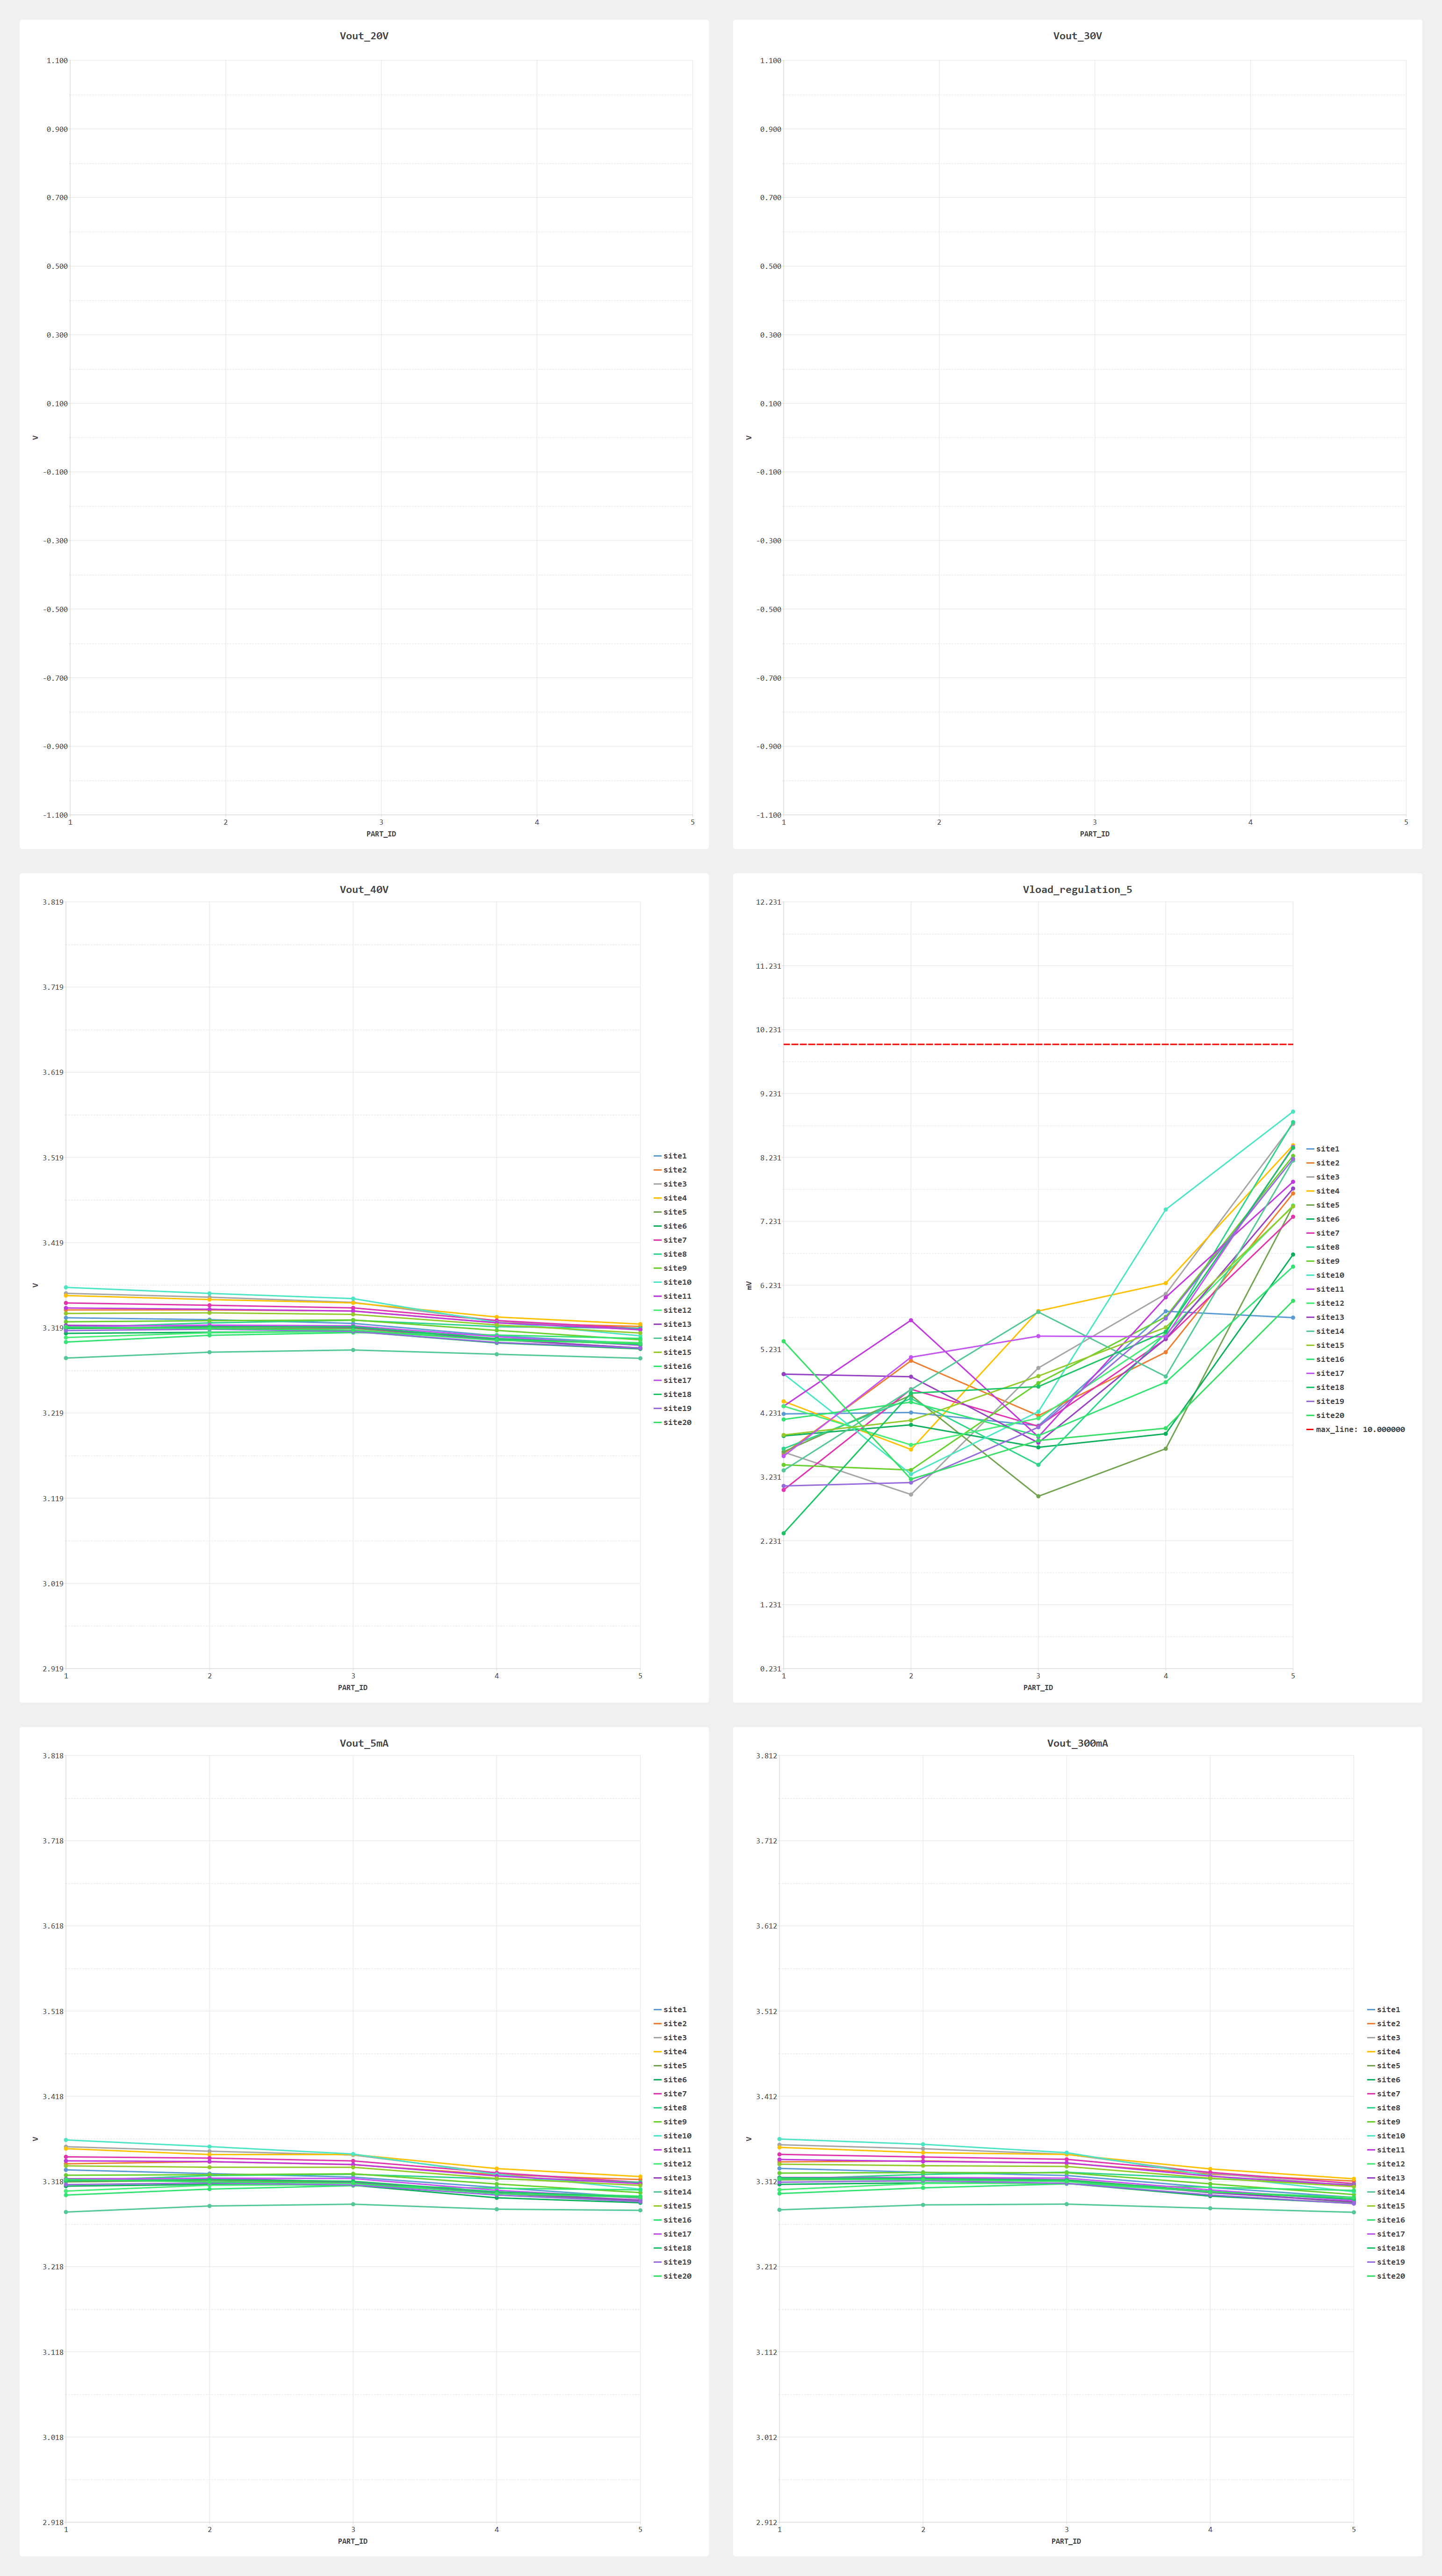 Vout_20V
1.100
0.900
0.700
0.500
0.300
0.100
-0.100
-0.300
-0.500
-0.700
-0.900
-1.100
V
1 2 3 4 5
PART_ID
Vout_30V
1.100
0.900
0.700
0.500
0.300
0.100
-0.100
-0.300
-0.500
-0.700
-0.900
-1.100
V
1 2 3 4 5
PART_ID
Vout_40V
3.819
3.719
3.619
3.519
3.419
3.319
3.219
3.119
3.019
2.919
V
1 2 3 4 5
PART_ID
site1
site2
site3
site4
site5
site6
site7
site8
site9
site10
site11
site12
site13
site14
site15
site16
site17
site18
site19
site20
Vload_regulation_5
12.231
11.231
10.231
9.231
8.231
7.231
6.231
5.231
4.231
3.231
2.231
1.231
0.231
mV
1 2 3 4 5
PART_ID
site1
site2
site3
site4
site5
site6
site7
site8
site9
site10
site11
site12
site13
site14
site15
site16
site17
site18
site19
site20
max_line: 10.000000
Vout_5mA
3.818
3.718
3.618
3.518
3.418
3.318
3.218
3.118
3.018
2.918
V
1 2 3 4 5
PART_ID
site1
site2
site3
site4
site5
site6
site7
site8
site9
site10
site11
site12
site13
site14
site15
site16
site17
site18
site19
site20
Vout_300mA
3.812
3.712
3.612
3.512
3.412
3.312
3.212
3.112
3.012
2.912
V
1 2 3 4 5
PART_ID
site1
site2
site3
site4
site5
site6
site7
site8
site9
site10
site11
site12
site13
site14
site15
site16
site17
site18
site19
site20